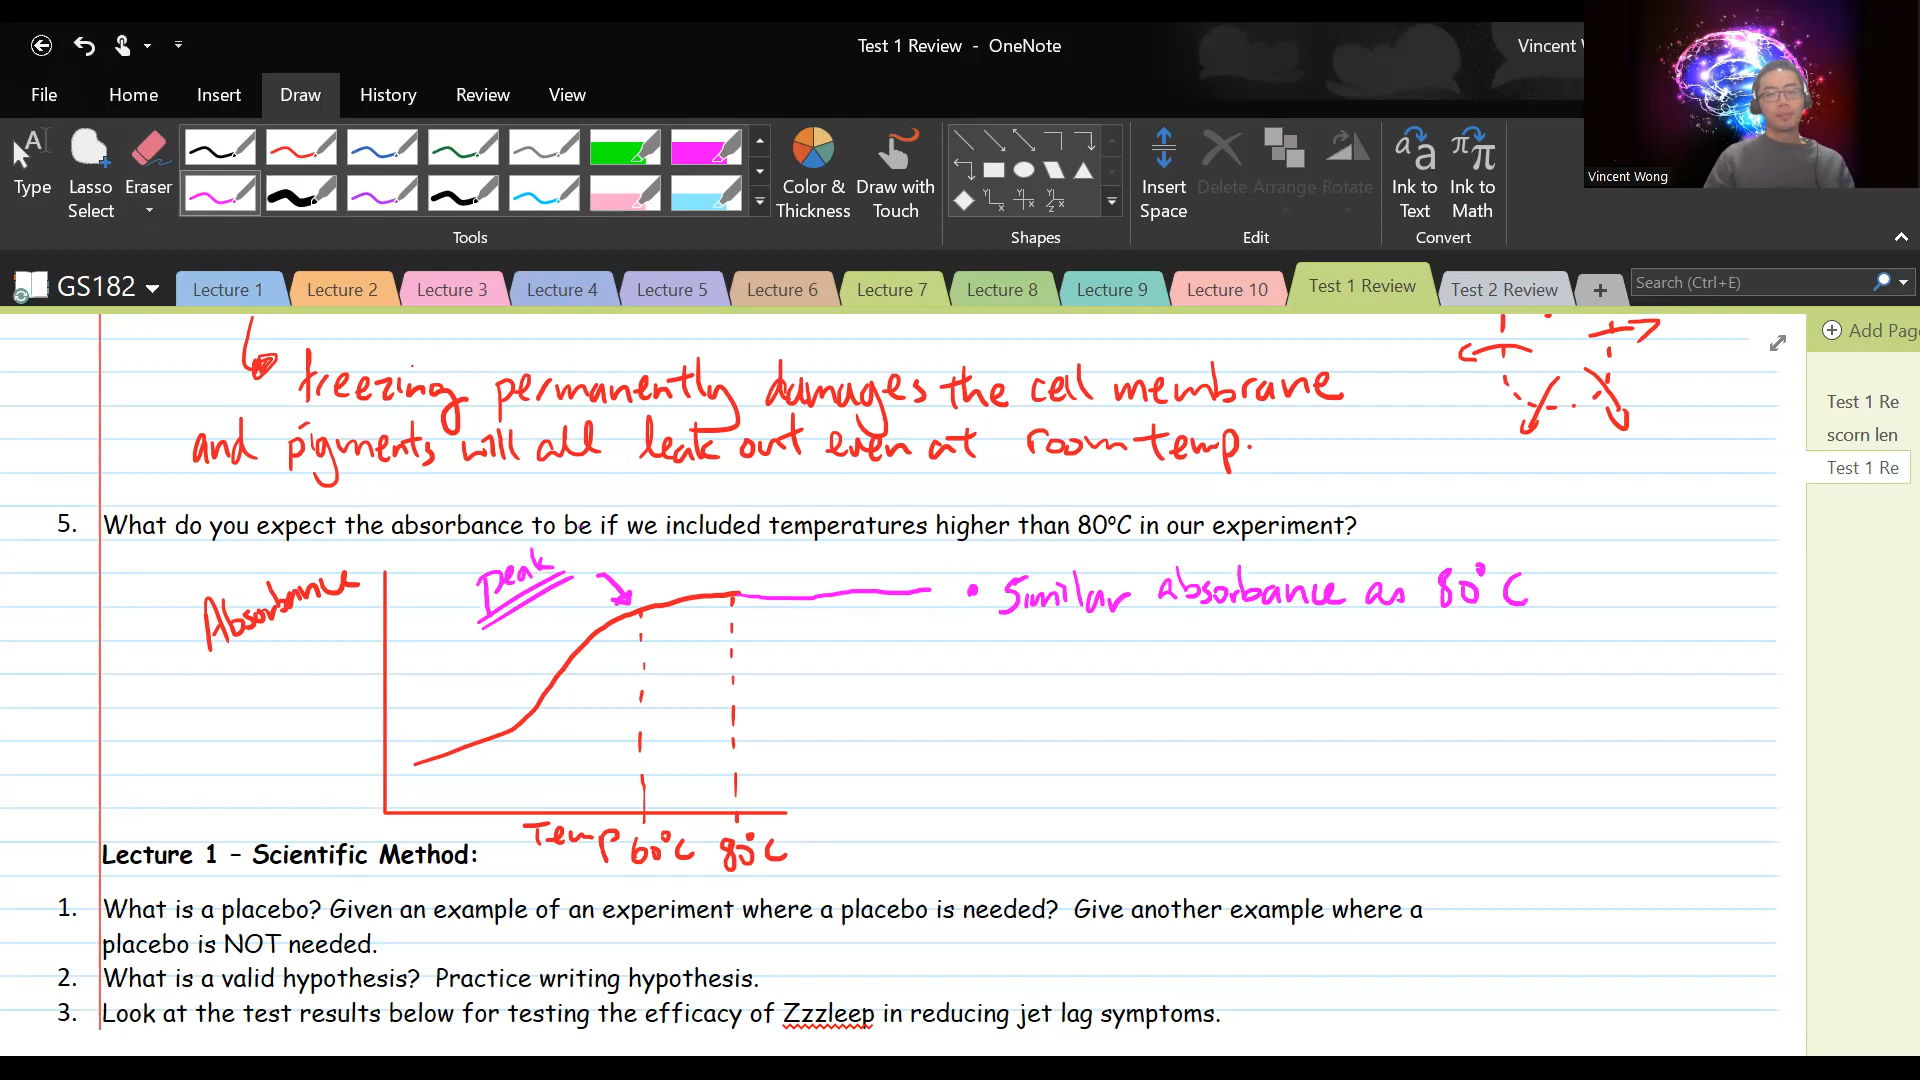 Test 1 Review - OneNote
Vincent W
File Home Insert Draw History Review View
Type
Lasso Select
Eraser
Color & Thickness
Draw with Touch
Insert Space
Delete
Arrange
Rotate
Ink to Text
Ink to Math
Tools
Shapes
Edit
Convert
Vincent Wong
GS182
Lecture 1 Lecture 2 Lecture 3 Lecture 4 Lecture 5 Lecture 6 Lecture 7 Lecture 8 Lecture 9 Lecture 10 Test 1 Review Test 2 Review
Search (Ctrl+E)
Add Page
Test 1 Re
scorn len
Test 1 Re
freezing permanently damages the cell membrane
and pigments will all leak out even at room temp.
5. What do you expect the absorbance to be if we included temperatures higher than 80°C in our experiment?
Absorbance
peak
• Similar absorbance as 80°C
Temp 60°C 80°C
Lecture 1 – Scientific Method:
1. What is a placebo? Given an example of an experiment where a placebo is needed? Give another example where a
placebo is NOT needed.
2. What is a valid hypothesis? Practice writing hypothesis.
3. Look at the test results below for testing the efficacy of Zzzleep in reducing jet lag symptoms.